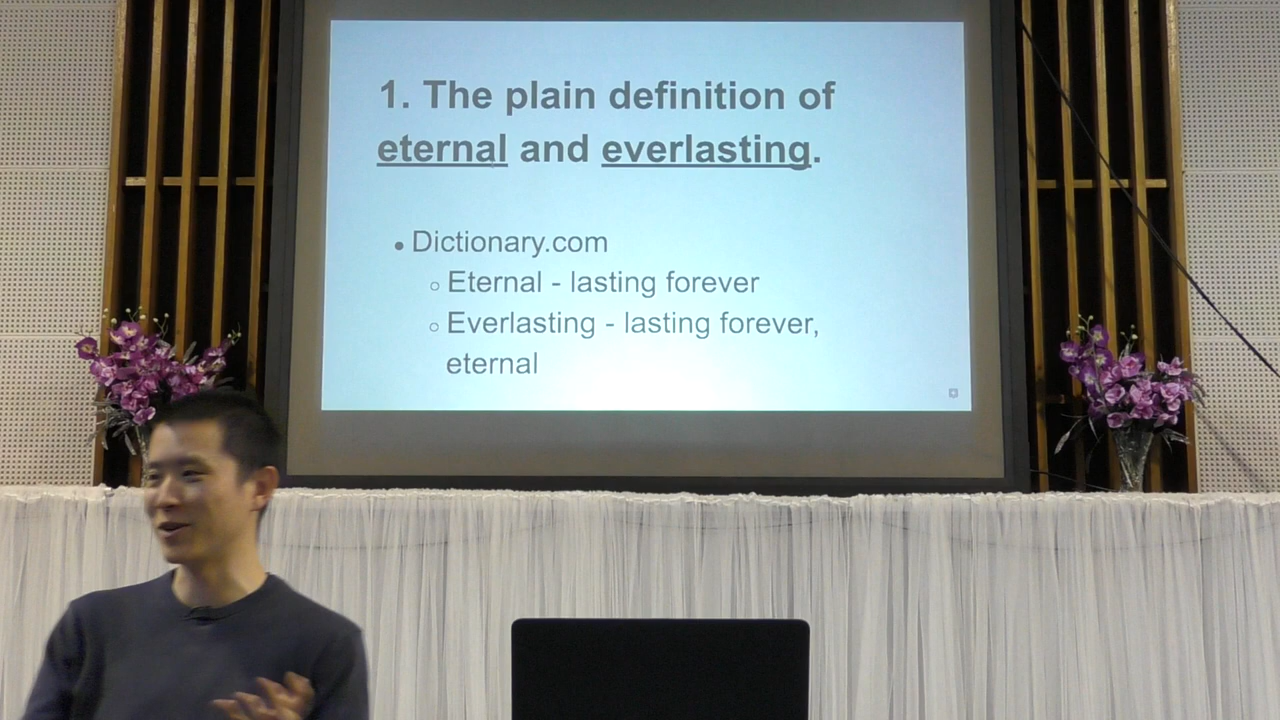 1. The plain definition of
eternal and everlasting.
• Dictionary.com
○ Eternal - lasting forever
○ Everlasting - lasting forever,
eternal